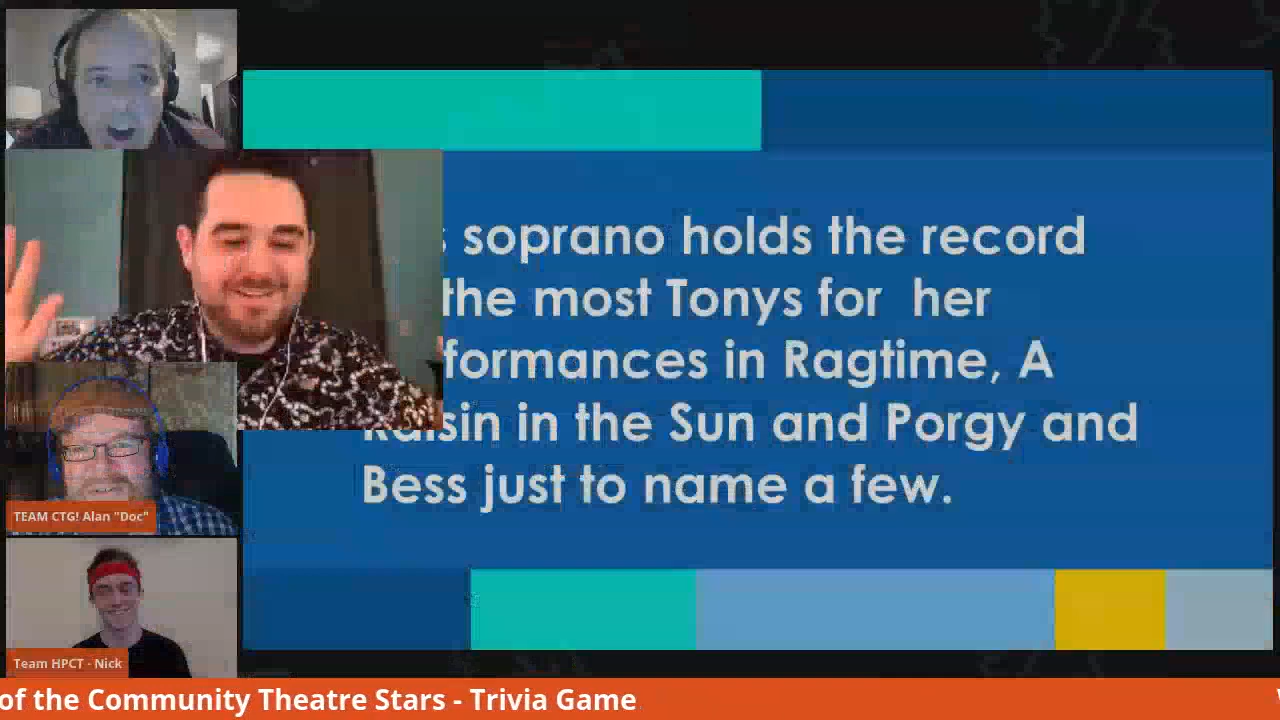 s soprano holds the record
the most Tonys for her
formances in Ragtime, A
Raisin in the Sun and Porgy and
Bess just to name a few.
TEAM CTG! Alan "Doc"
Team HPCT - Nick
of the Community Theatre Stars - Trivia Game